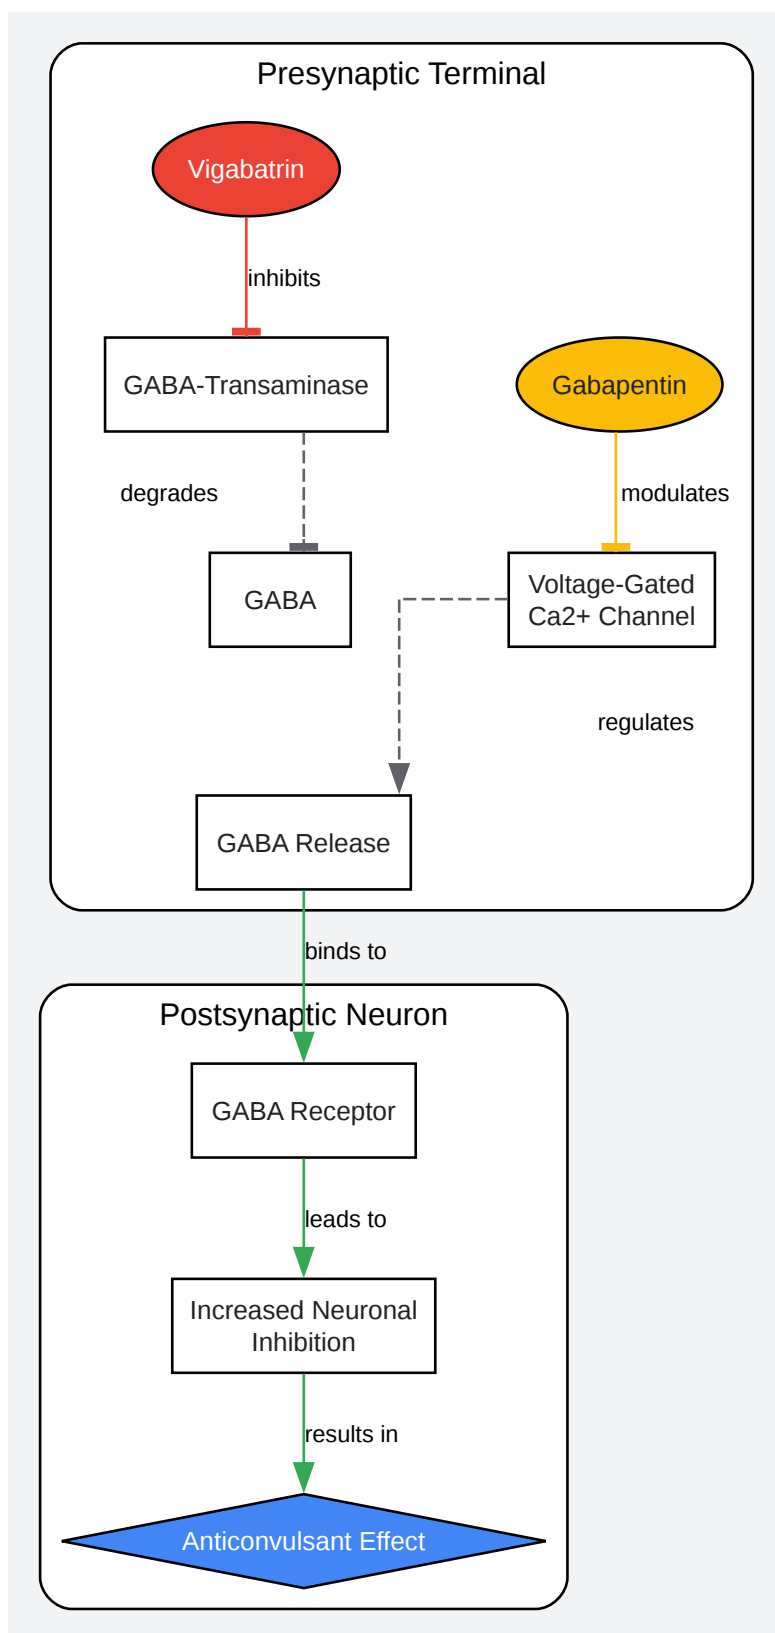 Presynaptic Terminal
Vigabatrin
inhibits
GABA-Transaminase
Gabapentin
degrades
modulates
GABA
Voltage-Gated
Ca2+ Channel
regulates
GABA Release
binds to
Postsynaptic Neuron
GABA Receptor
leads to
Increased Neuronal
Inhibition
results in
Anticonvulsant Effect